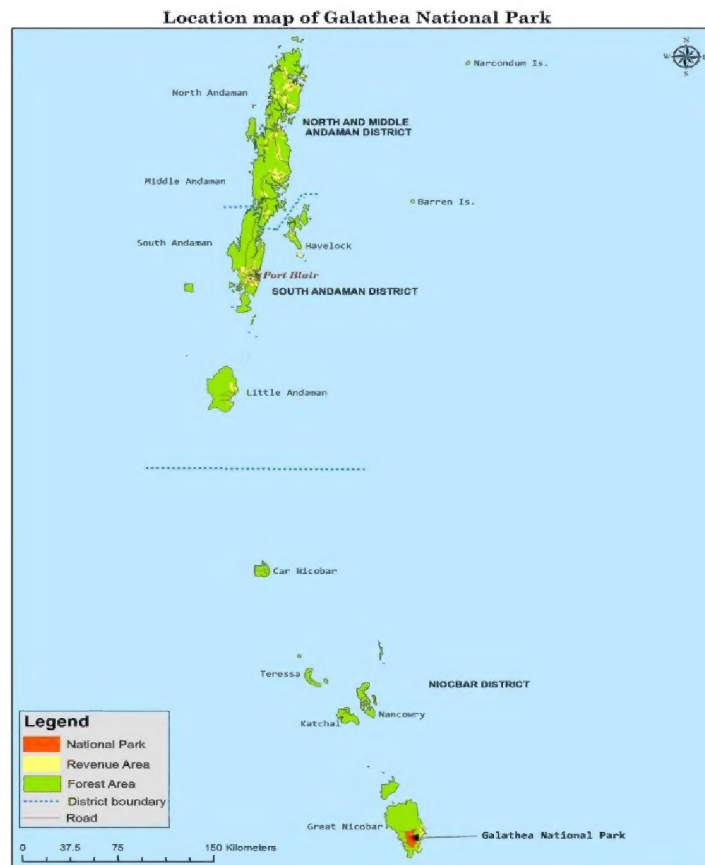 Location map of Galathea National Park
N
W
E
S
Narcondum Is.
North Andaman
NORTH AND MIDDLE
ANDAMAN DISTRICT
Middle Andaman
Barren Is.
South Andaman
Havelock
Port Blair
SOUTH ANDAMAN DISTRICT
Little Andaman
Car Nicobar
Teressa
NIOCBAR DISTRICT
Nancowry
Katchal
Legend
National Park
Revenue Area
Forest Area
District boundary
Road
Great Nicobar
Galathea National Park
0 37.5 75 150 Kilometers